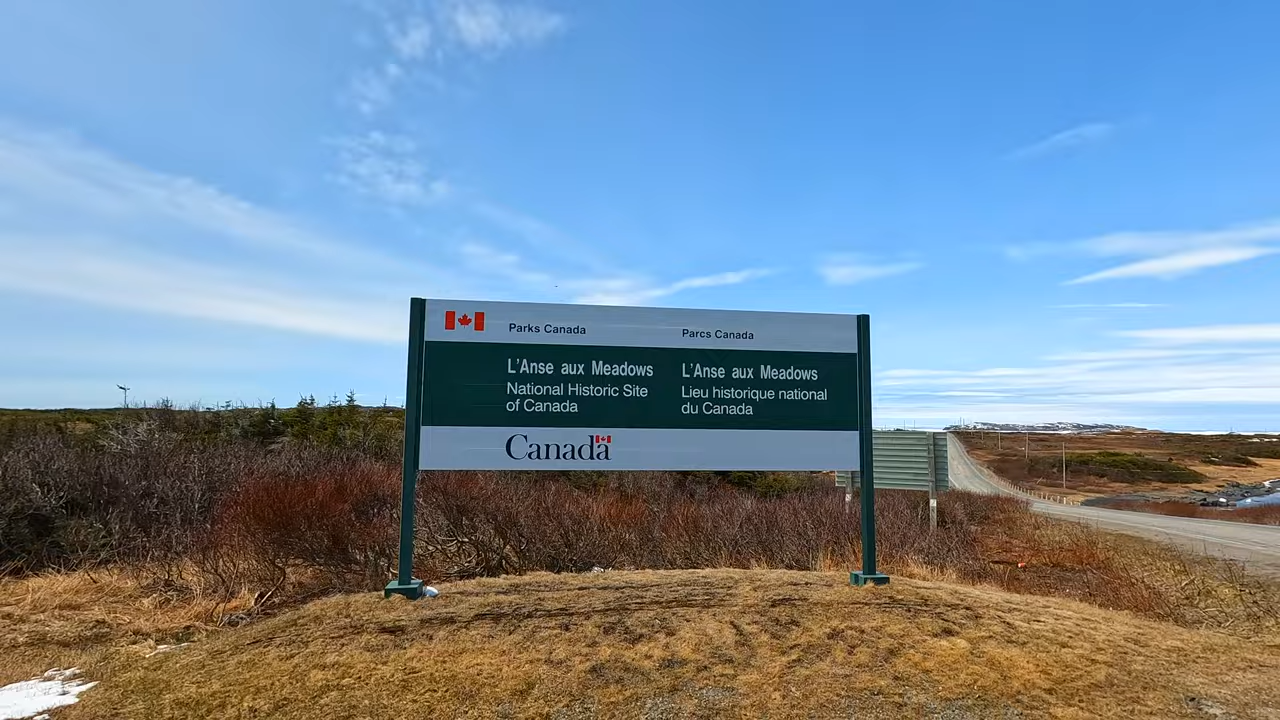 Parks Canada
Parcs Canada
L'Anse aux Meadows
National Historic Site
of Canada
L'Anse aux Meadows
Lieu historique national
du Canada
Canada